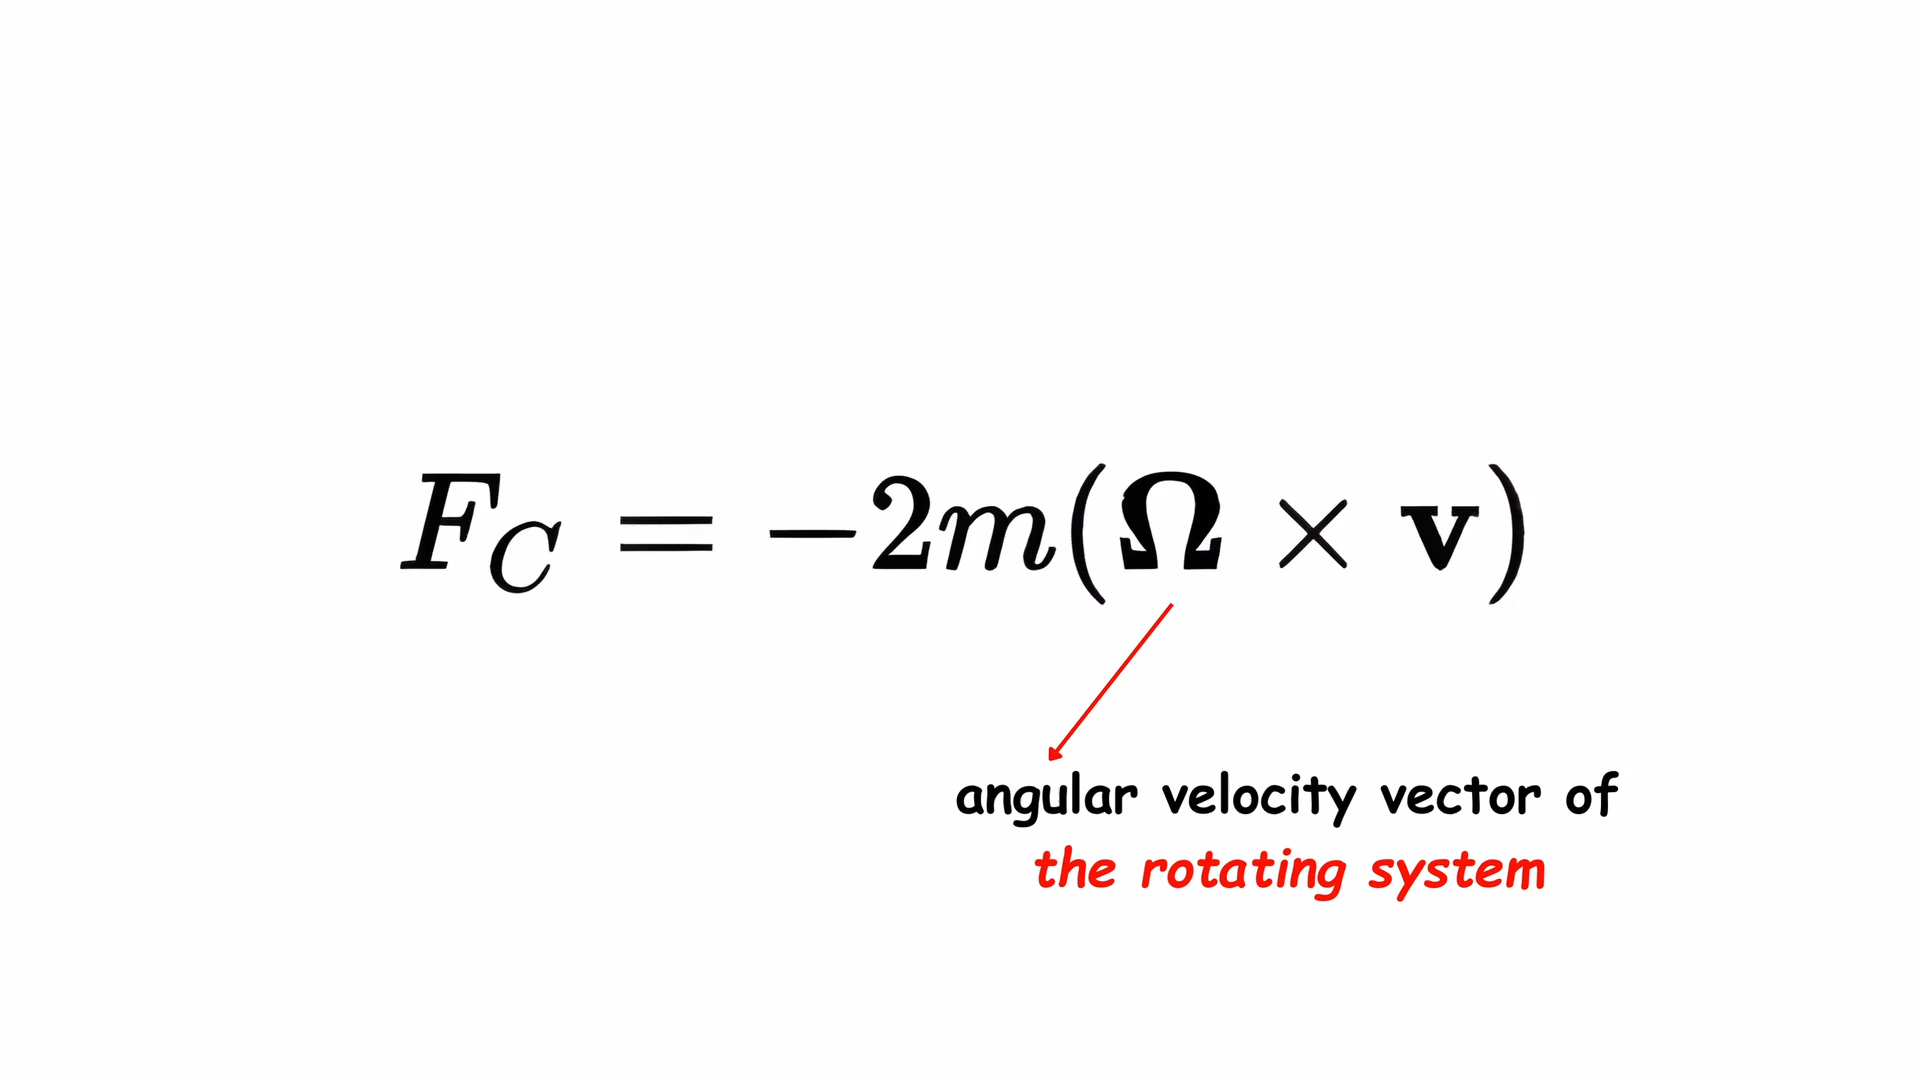 F_C = −2m(Ω × v)
angular velocity vector of
the rotating system